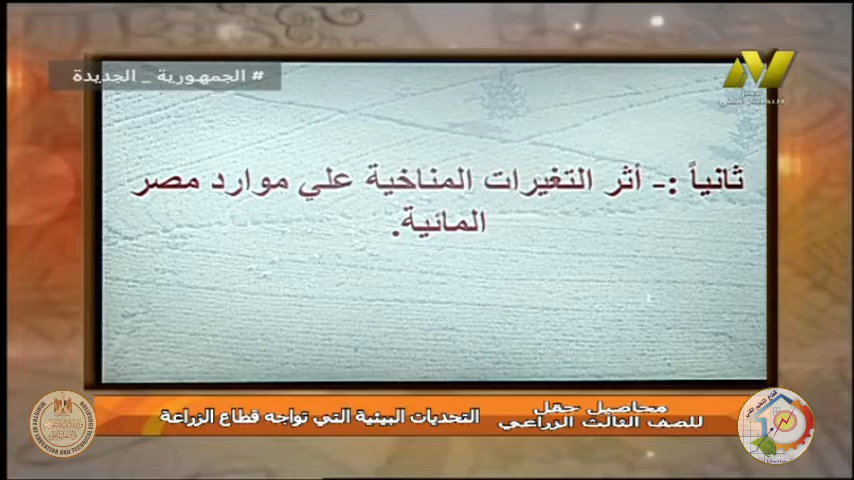 # الجمهورية _ الجديدة
ثانياً :- أثر التغيرات المناخية علي موارد مصر
المائية.
محاصيل حقل
للصف الثالث الزراعي
التحديات البيئية التي تواجه قطاع الزراعة